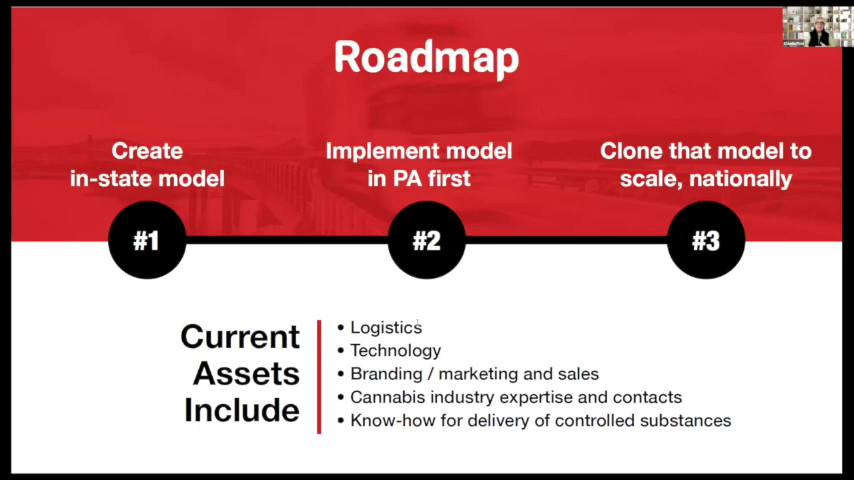 Roadmap
Create
in-state model
Implement model
in PA first
Clone that model to
scale, nationally
#1
#2
#3
Current
Assets
Include
• Logistics
• Technology
• Branding / marketing and sales
• Cannabis industry expertise and contacts
• Know-how for delivery of controlled substances